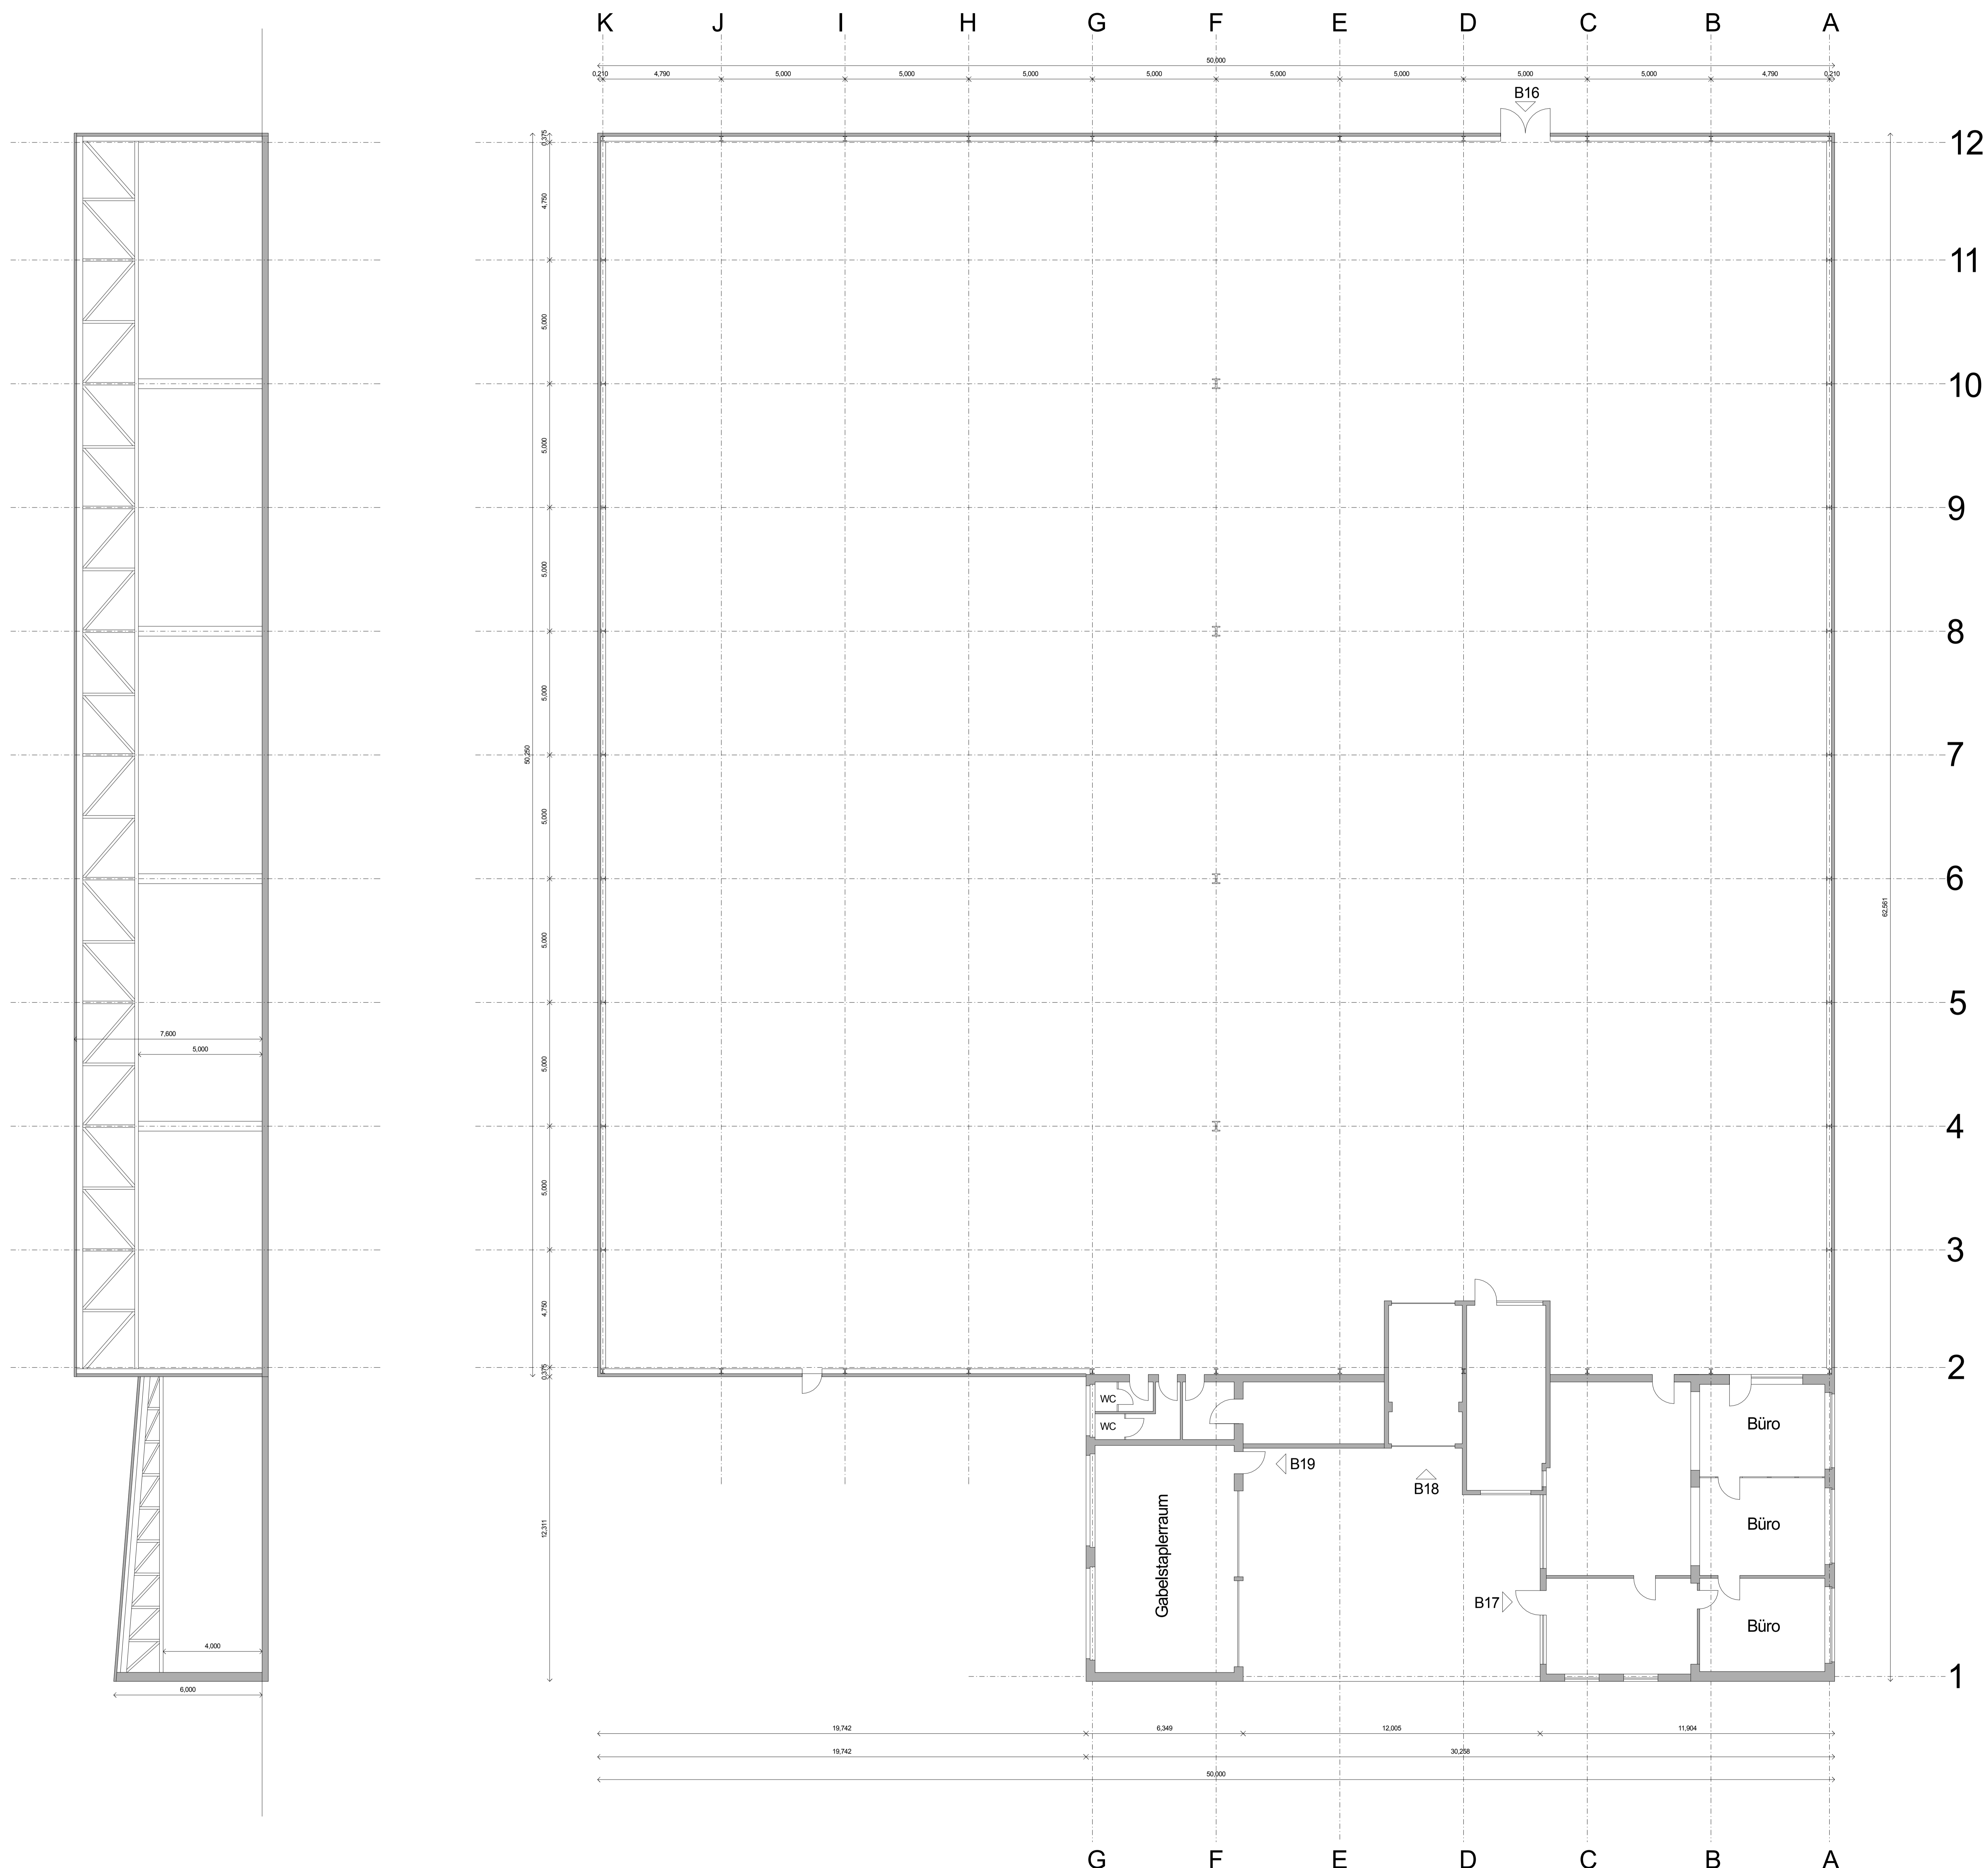 K J I H G F E D C B A
50,000
0,210 4,790 5,000 5,000 5,000 5,000 5,000 5,000 5,000 5,000 4,790 0,210
B16
0,375
12
4,750
11
5,000
10
5,000
9
5,000
8
5,000
50,250
7
5,000
6
62,561
5,000
5
7,600
5,000
5,000
4
5,000
3
4,750
2
0,375
WC
WC
Büro
B19
B18
Gabelstaplerraum
12,311
Büro
B17
Büro
4,000
1
6,000
19,742 6,349 12,005 11,904
19,742 30,258
50,000
G F E D C B A